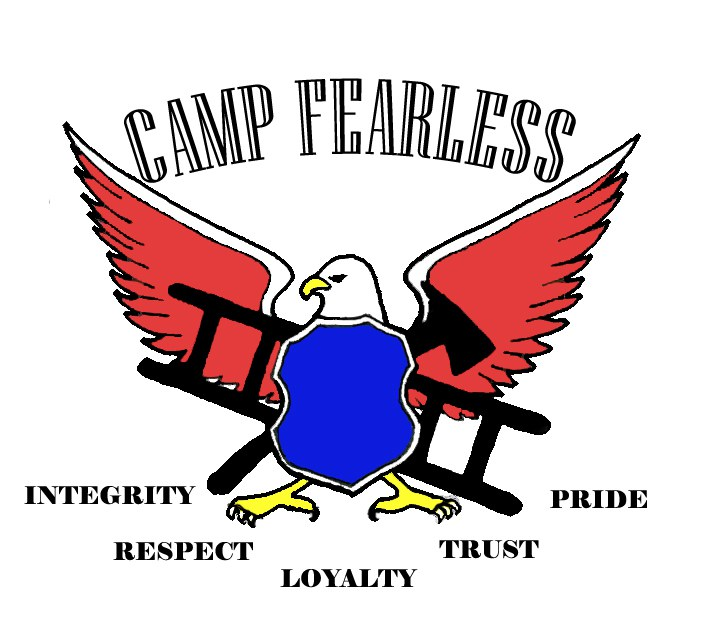 CAMP FEARLESS
INTEGRITY
RESPECT
LOYALTY
TRUST
PRIDE